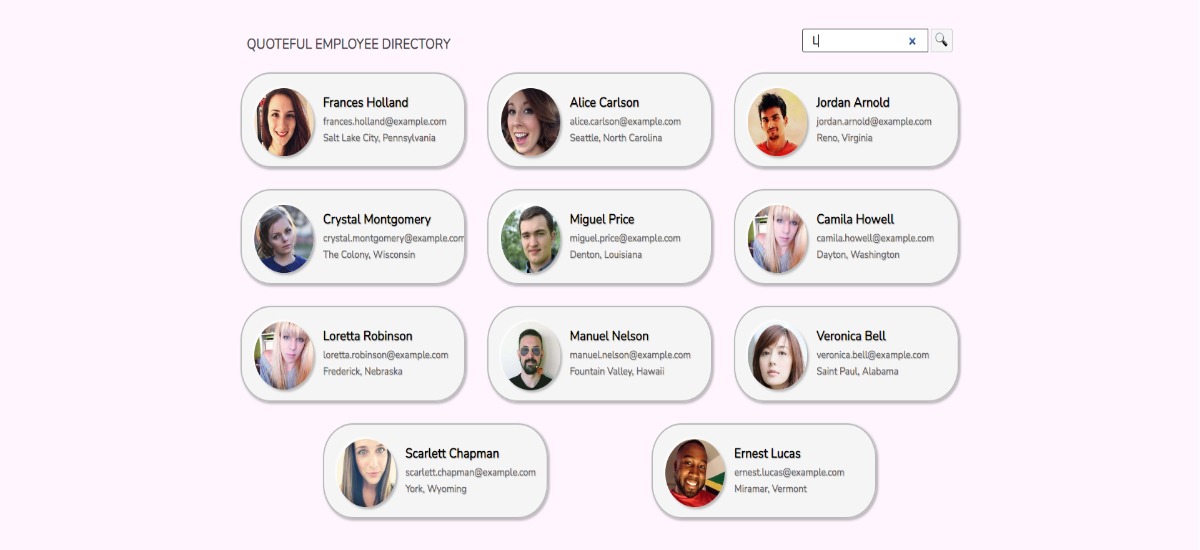 QUOTEFUL EMPLOYEE DIRECTORY
L
x
Frances Holland
frances.holland@example.com
Salt Lake City, Pennsylvania
Alice Carlson
alice.carlson@example.com
Seattle, North Carolina
Jordan Arnold
jordan.arnold@example.com
Reno, Virginia
Crystal Montgomery
crystal.montgomery@example.com
The Colony, Wisconsin
Miguel Price
miguel.price@example.com
Denton, Louisiana
Camila Howell
camila.howell@example.com
Dayton, Washington
Loretta Robinson
loretta.robinson@example.com
Frederick, Nebraska
Manuel Nelson
manuel.nelson@example.com
Fountain Valley, Hawaii
Veronica Bell
veronica.bell@example.com
Saint Paul, Alabama
Scarlett Chapman
scarlett.chapman@example.com
York, Wyoming
Ernest Lucas
ernest.lucas@example.com
Miramar, Vermont